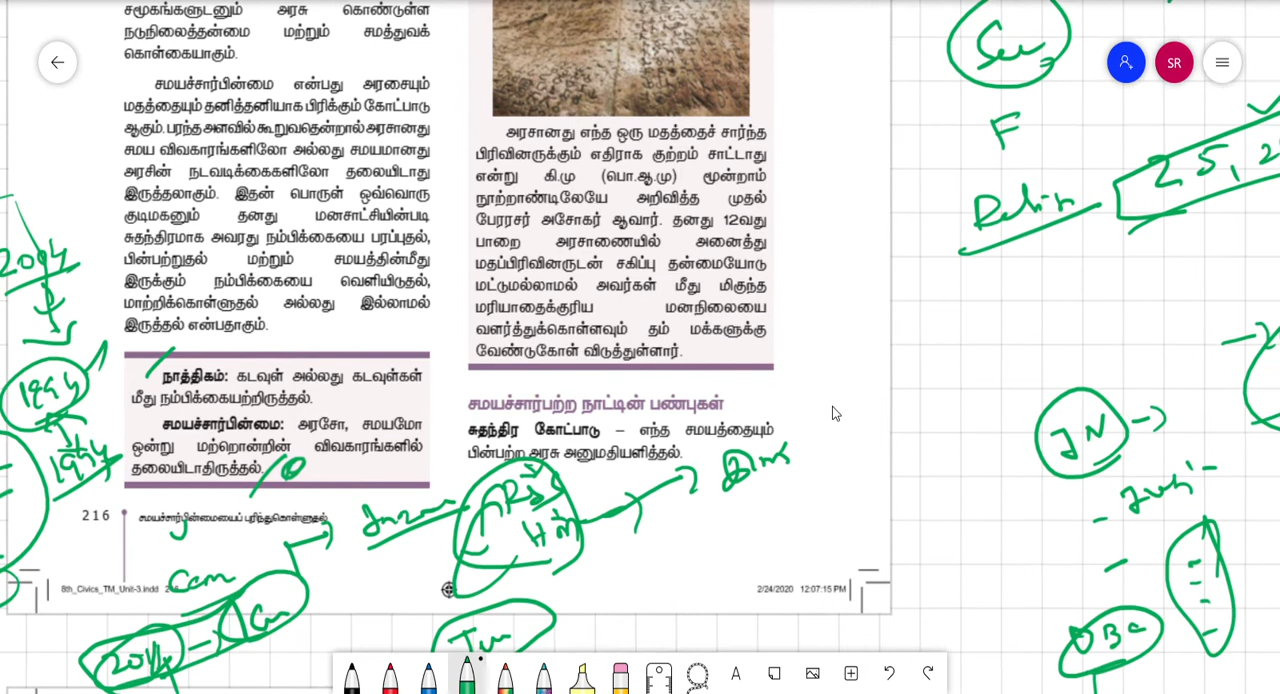 சமூகங்களுடனும் அரசு கொண்டுள்ள
நடுநிலைத்தன்மை மற்றும் சமத்துவக்
கொள்கையாகும்.
சமயச்சார்பின்மை என்பது அரசையும்
மதத்தையும் தனித்தனியாக பிரிக்கும் கோட்பாடு
ஆகும். பரந்த அளவில் கூறுவதென்றால் அரசானது
சமய விவகாரங்களிலோ அல்லது சமயமானது
அரசின் நடவடிக்கைகளிலோ தலையிடாது
இருத்தலாகும். இதன் பொருள் ஒவ்வொரு
குடிமகனும் தனது மனசாட்சியின்படி
சுதந்திரமாக அவரது நம்பிக்கையை பரப்புதல்,
பின்பற்றுதல் மற்றும் சமயத்தின்மீது
இருக்கும் நம்பிக்கையை வெளியிடுதல்,
மாற்றிக்கொள்ளுதல் அல்லது இல்லாமல்
இருத்தல் என்பதாகும்.
நாத்திகம்: கடவுள் அல்லது கடவுள்கள்
மீது நம்பிக்கையற்றிருத்தல்.
சமயச்சார்பின்மை: அரசோ, சமயமோ
ஒன்று மற்றொன்றின் விவகாரங்களில்
தலையிடாதிருத்தல்.
216 சமயச்சார்பின்மையைப் புரிந்துகொள்ளுதல்
அரசானது எந்த ஒரு மதத்தைச் சார்ந்த
பிரிவினருக்கும் எதிராக குற்றம் சாட்டாது
என்று கி.மு (பொ.ஆ.மு) மூன்றாம்
நூற்றாண்டிலேயே அறிவித்த முதல்
பேரரசர் அசோகர் ஆவார். தனது 12வது
பாறை அரசாணையில் அனைத்து
மதப்பிரிவினருடன் சகிப்பு தன்மையோடு
மட்டுமல்லாமல் அவர்கள் மீது மிகுந்த
மரியாதைக்குரிய மனநிலையை
வளர்த்துக்கொள்ளவும் தம் மக்களுக்கு
வேண்டுகோள் விடுத்துள்ளார்.
சமயச்சார்பற்ற நாட்டின் பண்புகள்
சுதந்திர கோட்பாடு – எந்த சமயத்தையும்
பின்பற்ற அரசு அனுமதியளித்தல்.
8th_Civics_TM_Unit-3.indd 216
2/24/2020 12:07:15 PM
SR
F
25, 2
JN
OBC
1994
A